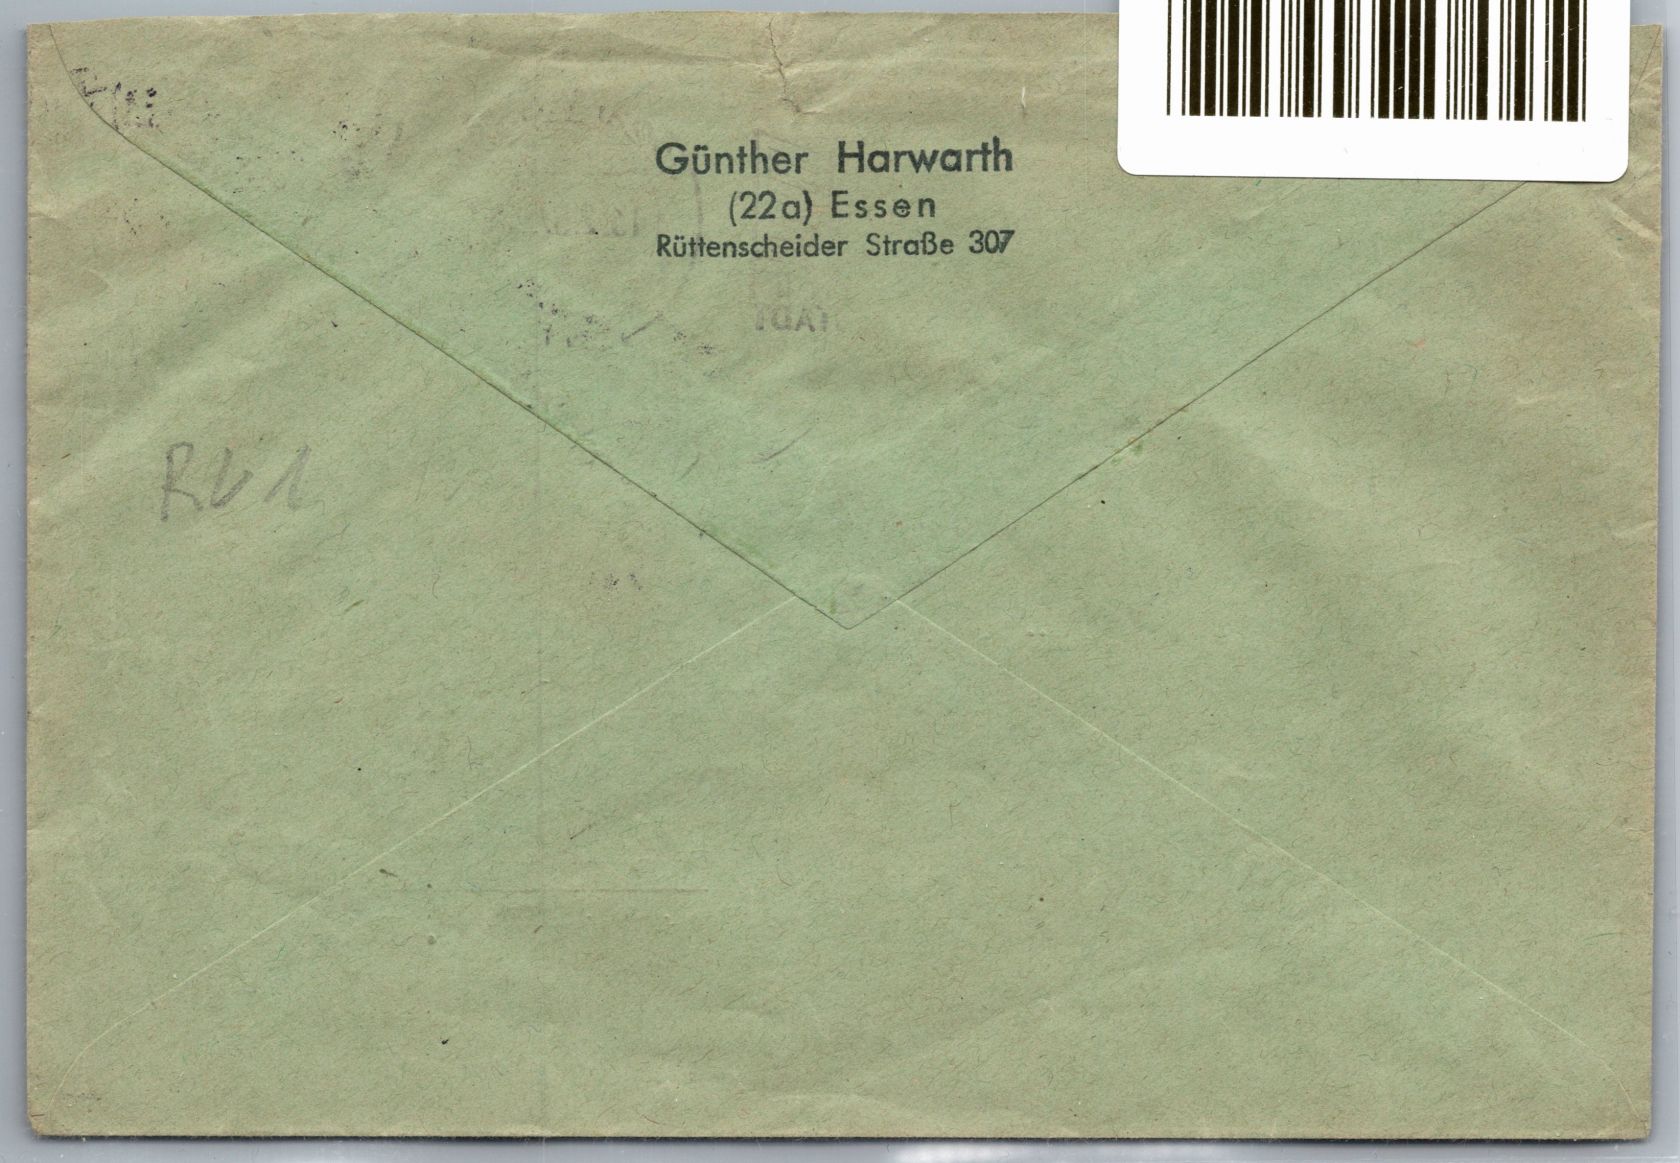 Günther Harwarth
(22a) Essen
Rüttenscheider Straße 307